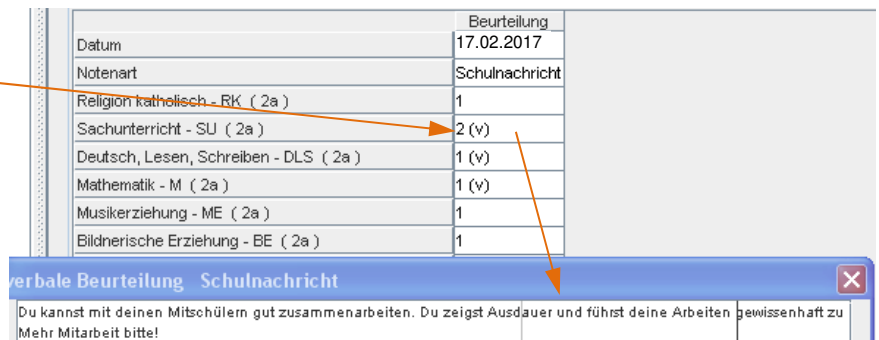 Beurteilung
Datum 17.02.2017
Notenart Schulnachricht
Religion katholisch - RK ( 2a ) 1
Sachunterricht - SU ( 2a ) 2 (v)
Deutsch, Lesen, Schreiben - DLS ( 2a ) 1 (v)
Mathematik - M ( 2a ) 1 (v)
Musikerziehung - ME ( 2a ) 1
Bildnerische Erziehung - BE ( 2a ) 1
verbale Beurteilung Schulnachricht
Du kannst mit deinen Mitschülern gut zusammenarbeiten. Du zeigst Ausdauer und führst deine Arbeiten gewissenhaft zu
Mehr Mitarbeit bitte!